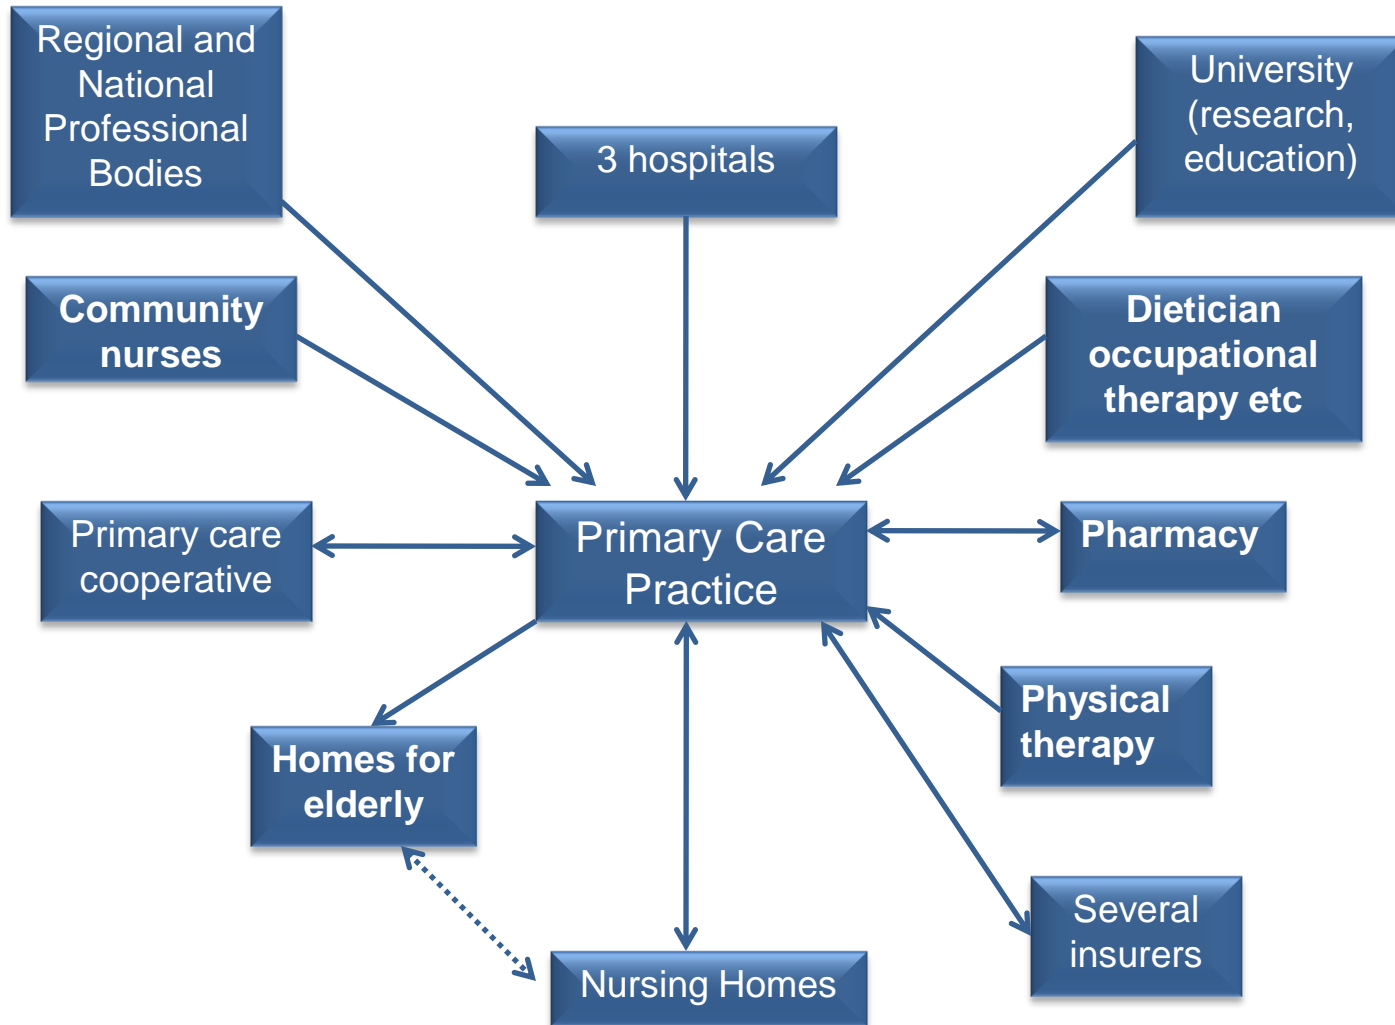 Regional and
National
Professional
Bodies
3 hospitals
University
(research,
education)
Community
nurses
Dietician
occupational
therapy etc
Primary care
cooperative
Primary Care
Practice
Pharmacy
Physical
therapy
Homes for
elderly
Several
insurers
Nursing Homes